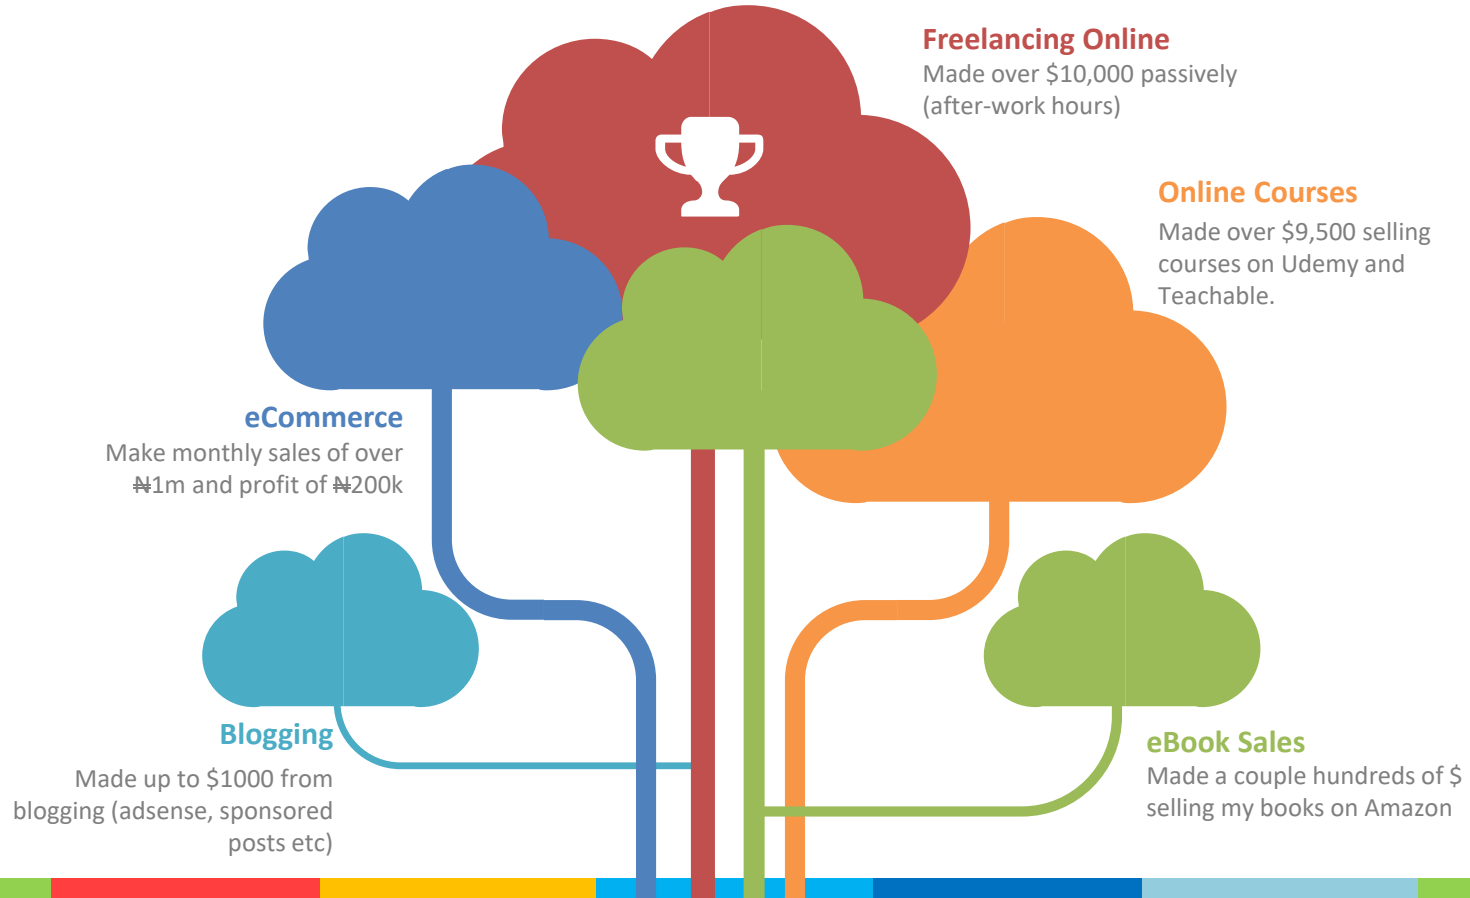 Freelancing Online
Made over $10,000 passively
(after-work hours)
Online Courses
Made over $9,500 selling
courses on Udemy and
Teachable.
eCommerce
Make monthly sales of over
₦1m and profit of ₦200k
Blogging
Made up to $1000 from
blogging (adsense, sponsored
posts etc)
eBook Sales
Made a couple hundreds of $
selling my books on Amazon